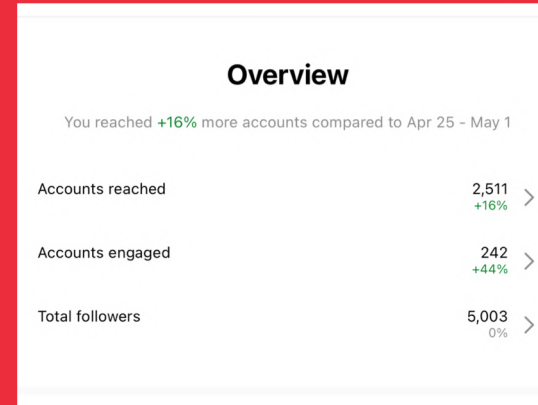 Overview
You reached +16% more accounts compared to Apr 25 - May 1
Accounts reached 2,511
+16%
Accounts engaged 242
+44%
Total followers 5,003
0%